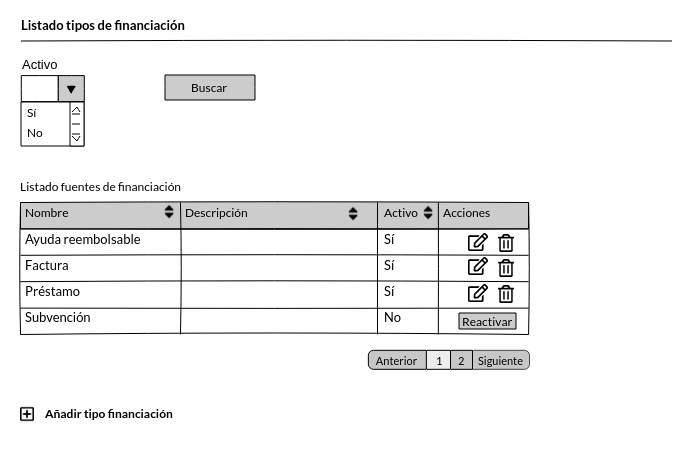 Listado tipos de financiación
Activo
Buscar
Sí
No
Listado fuentes de financiación
Nombre Descripción Activo Acciones
Ayuda reembolsable Sí
Factura Sí
Préstamo Sí
Subvención No Reactivar
Anterior 1 2 Siguiente
Añadir tipo financiación